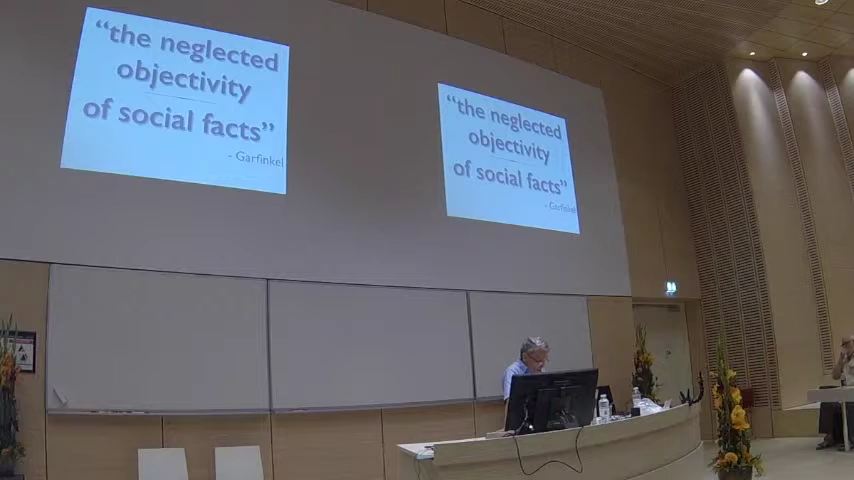 “the neglected
objectivity
of social facts”
- Garfinkel
“the neglected
objectivity
of social facts”
- Garfinkel